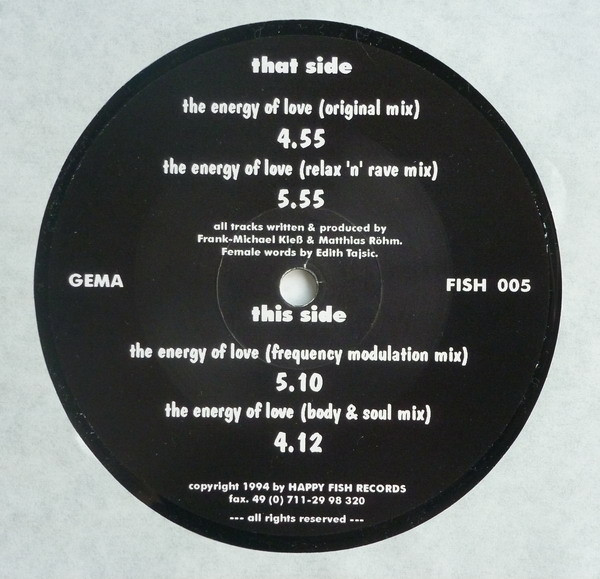 that side
the energy of love (original mix)
4.55
the energy of love (relax 'n' rave mix)
5.55
all tracks written & produced by
Frank-Michael Kleß & Matthias Röhm.
Female words by Edith Tajsic.
GEMA
FISH 005
this side
the energy of love (frequency modulation mix)
5.10
the energy of love (body & soul mix)
4.12
copyright 1994 by HAPPY FISH RECORDS
fax. 49 (0) 711-29 98 320
--- all rights reserved ---